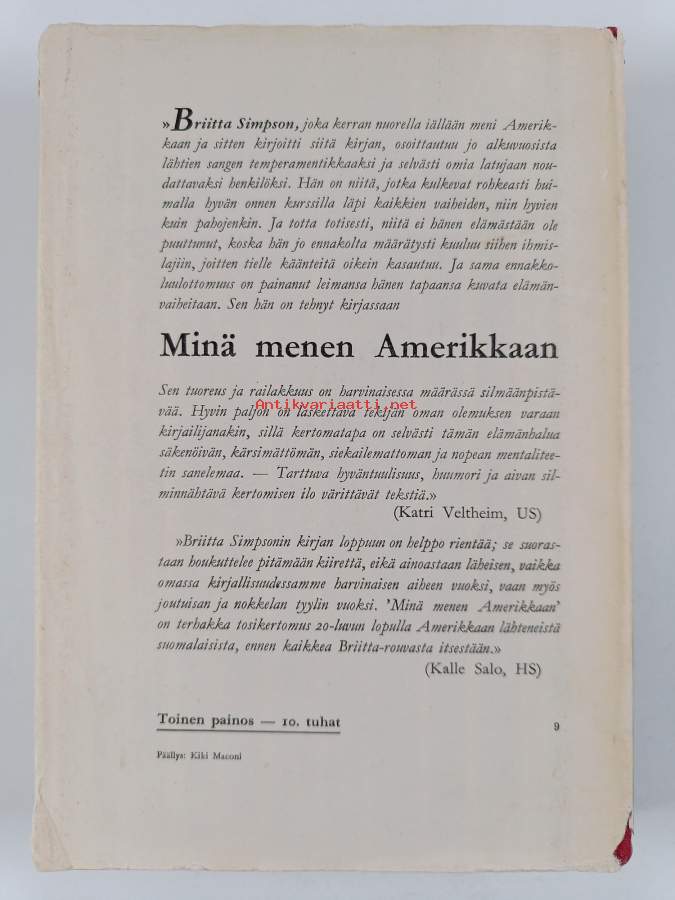 »Briitta Simpson, joka kerran nuorella iällään meni Amerik-
kaan ja sitten kirjoitti siitä kirjan, osoittautuu jo alkuvuosista
lähtien sangen temperamentikkaaksi ja selvästi omia latujaan nou-
dattavaksi henkilöksi. Hän on niitä, jotka kulkevat rohkeasti hui-
malla hyvän onnen kurssilla läpi kaikkien vaiheiden, niin hyvien
kuin pahojenkin. Ja totta totisesti, niitä ei hänen elämästään ole
puuttunut, koska hän jo ennakolta määrätysti kuuluu siihen ihmis-
lajiin, joitten tielle käänteitä oikein kasautuu. Ja sama ennakko-
luulottomuus on painanut leimansa hänen tapaansa kuvata elämän-
vaiheitaan. Sen hän on tehnyt kirjassaan
Minä menen Amerikkaan
Sen tuoreus ja railakkuus on harvinaisessa määrässä silmäänpistä-
vää. Hyvin paljon on laskettava tekijän oman olemuksen varaan
Antikvariaatti.net
kirjailijanakin, sillä kertomatapa on selvästi tämän elämänhalua
säkenöivän, kärsimättömän, siekailemattoman ja nopean mentalitee-
tin sanelemaa. — Tarttuva hyväntuulisuus, huumori ja aivan sil-
minnähtävä kertomisen ilo värittävät tekstiä.»
(Katri Veltheim, US)
»Briitta Simpsonin kirjan loppuun on helppo rientää; se suoras-
taan houkuttelee pitämään kiirettä, eikä ainoastaan läheisen, vaikka
omassa kirjallisuudessamme harvinaisen aiheen vuoksi, vaan myös
joutuisan ja nokkelan tyylin vuoksi. 'Minä menen Amerikkaan'
on terhakka tosikertomus 20-luvun lopulla Amerikkaan lähteneistä
suomalaisista, ennen kaikkea Briitta-rouvasta itsestään.»
(Kalle Salo, HS)
Toinen painos — 10. tuhat
9
Päällys: Kiki Maconi